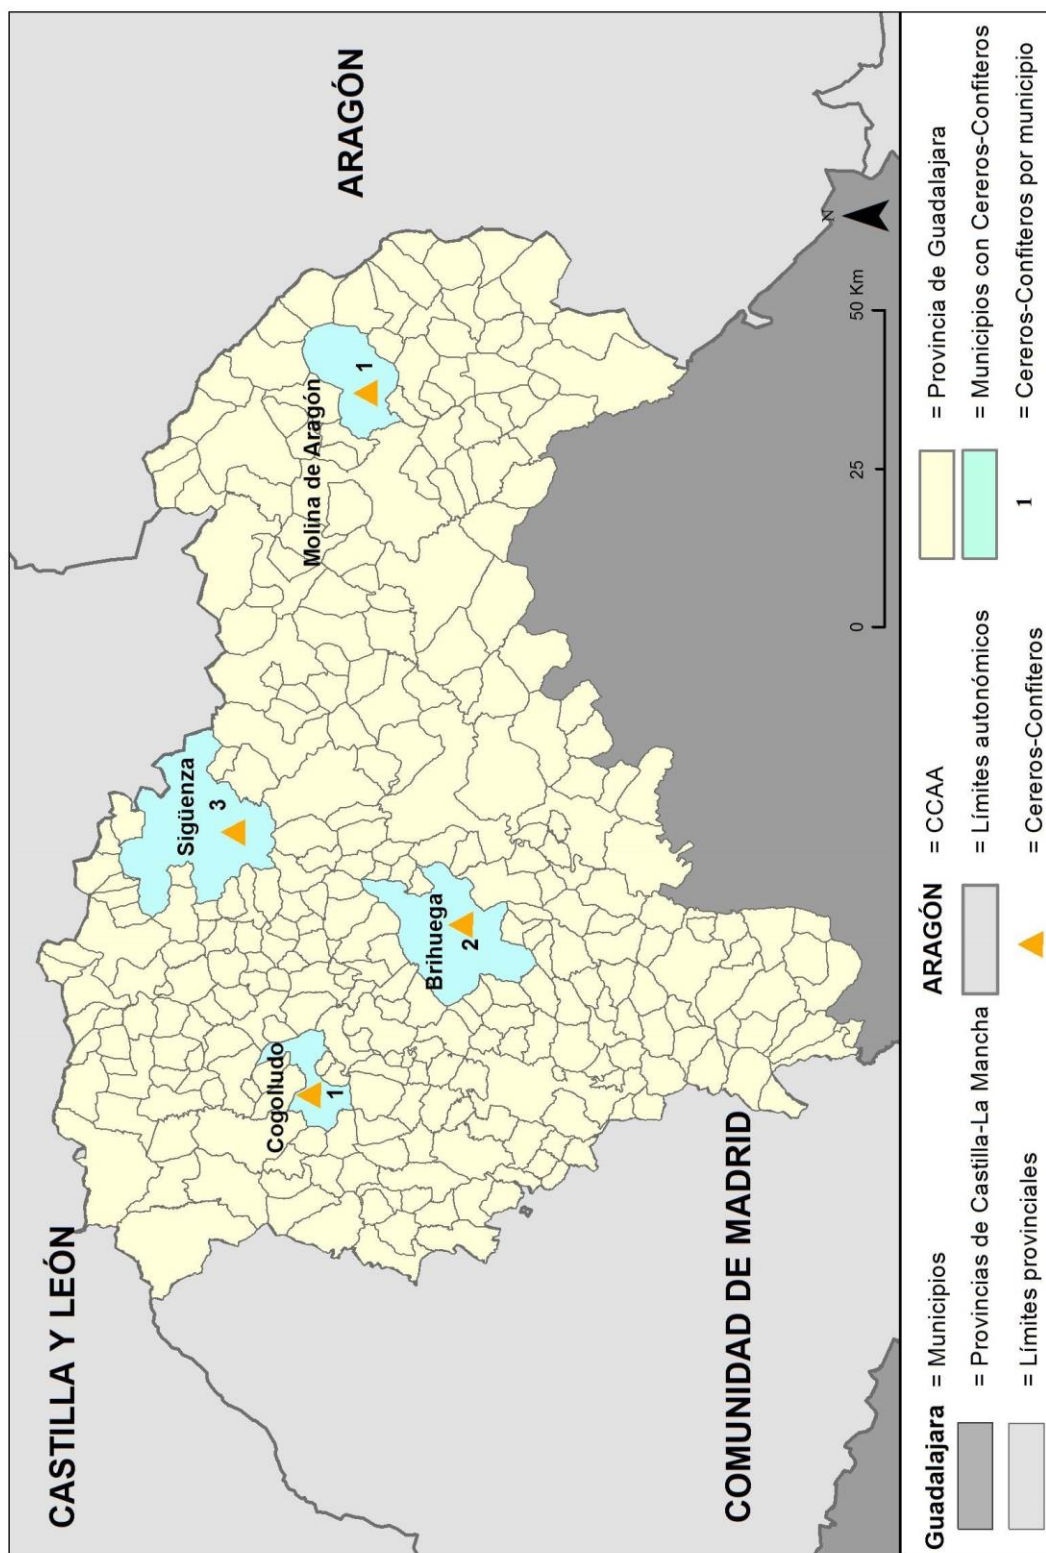 CASTILLA Y LEÓN
ARAGÓN
Sigüenza
3
Cogolludo
1
Molina de Aragón
1
Brihuega
2
COMUNIDAD DE MADRID
N
0 25 50 Km
Guadalajara = Municipios
= Provincias de Castilla-La Mancha
= Límites provinciales
ARAGÓN = CCAA
= Límites autonómicos
= Cereros-Confiteros
= Provincia de Guadalajara
= Municipios con Cereros-Confiteros
1 = Cereros-Confiteros por municipio